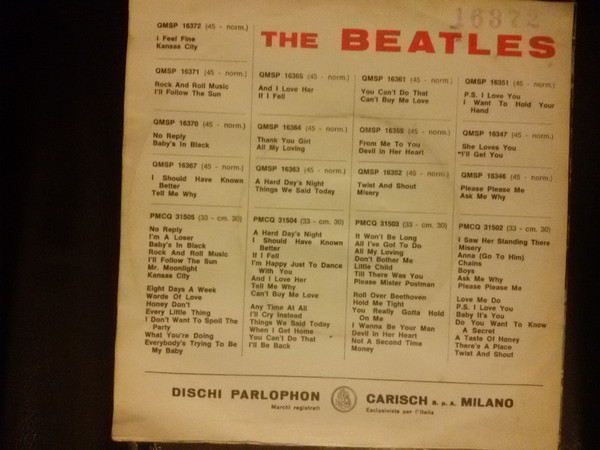 16372
THE BEATLES
QMSP 16372 (45 - norm.)
I Feel Fine
Kansas City
QMSP 16371 (45 - norm.)
Rock And Roll Music
I'll Follow The Sun
QMSP 16370 (45 - norm.)
No Reply
Baby's In Black
QMSP 16367 (45 - norm.)
I Should Have Known
Better
Tell Me Why
PMCQ 31505 (33 - cm. 30)
No Reply
I'm A Loser
Baby's In Black
Rock And Roll Music
I'll Follow The Sun
Mr. Moonlight
Kansas City
Eight Days A Week
Words Of Love
Honey Don't
Every Little Thing
I Don't Want To Spoil The
Party
What You're Doing
Everybody's Trying To Be
My Baby
QMSP 16365 (45 - norm.)
And I Love Her
If I Fell
QMSP 16364 (45 - norm.)
Thank You Girl
All My Loving
QMSP 16363 (45 - norm.)
A Hard Day's Night
Things We Said Today
PMCQ 31504 (33 - cm. 30)
A Hard Day's Night
I Should Have Known
Better
If I Fell
I'm Happy Just To Dance
With You
And I Love Her
Tell Me Why
Can't Buy Me Love
Any Time At All
I'll Cry Instead
Things We Said Today
When I Get Home
You Can't Do That
I'll Be Back
QMSP 16361 (45 - norm.)
You Can't Do That
Can't Buy Me Love
QMSP 16355 (45 - norm.)
From Me To You
Devil In Her Heart
QMSP 16352 (45 - norm.)
Twist And Shout
Misery
PMCQ 31503 (33 - cm. 30)
It Won't Be Long
All I've Got To Do
All My Loving
Don't Bother Me
Little Child
Till There Was You
Please Mister Postman
Roll Over Beethoven
Hold Me Tight
You Really Gotta Hold
On Me
I Wanna Be Your Man
Devil In Her Heart
Not A Second Time
Money
QMSP 16351 (45 - norm.)
P.S. I Love You
I Want To Hold Your
Hand
QMSP 16347 (45 - norm.)
She Loves You
I'll Get You
QMSP 16346 (45 - norm.)
Please Please Me
Ask Me Why
PMCQ 31502 (33 - cm. 30)
I Saw Her Standing There
Misery
Anna (Go To Him)
Chains
Boys
Ask Me Why
Please Please Me
Love Me Do
P.S. I Love You
Baby It's You
Do You Want To Know
A Secret
A Taste Of Honey
There's A Place
Twist And Shout
DISCHI PARLOPHON
Marchi registrati
CARISCH S. p. A. MILANO
Esclusivista per l'Italia